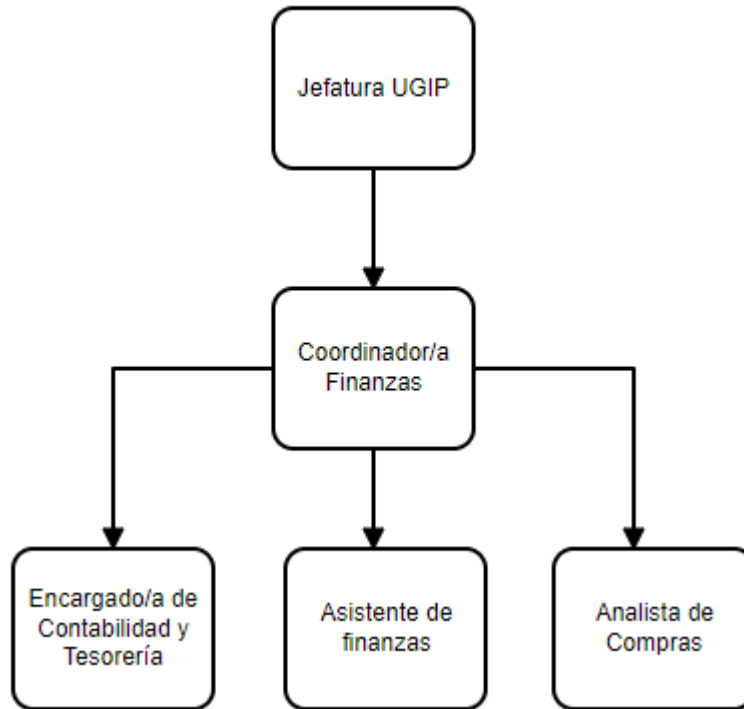 Jefatura UGIP
Coordinador/a
Finanzas
Encargado/a de
Contabilidad y
Tesorería
Asistente de
finanzas
Analista de
Compras